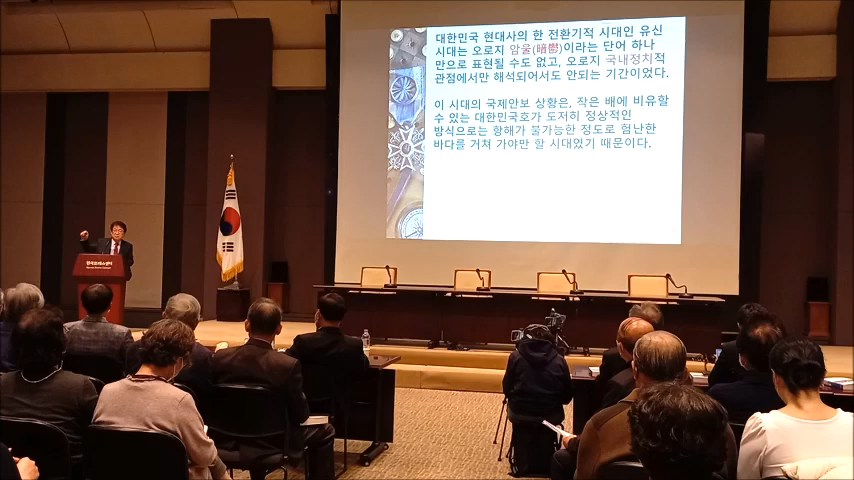 대한민국 현대사의 한 전환기적 시대인 유신
시대는 오로지 암울(暗鬱)이라는 단어 하나
만으로 표현될 수도 없고, 오로지 국내정치적
관점에서만 해석되어서도 안되는 기간이었다.
이 시대의 국제안보 상황은, 작은 배에 비유할
수 있는 대한민국호가 도저히 정상적인
방식으로는 항해가 불가능한 정도로 험난한
바다를 거쳐 가야만 할 시대였기 때문이다.
한국프레스센터